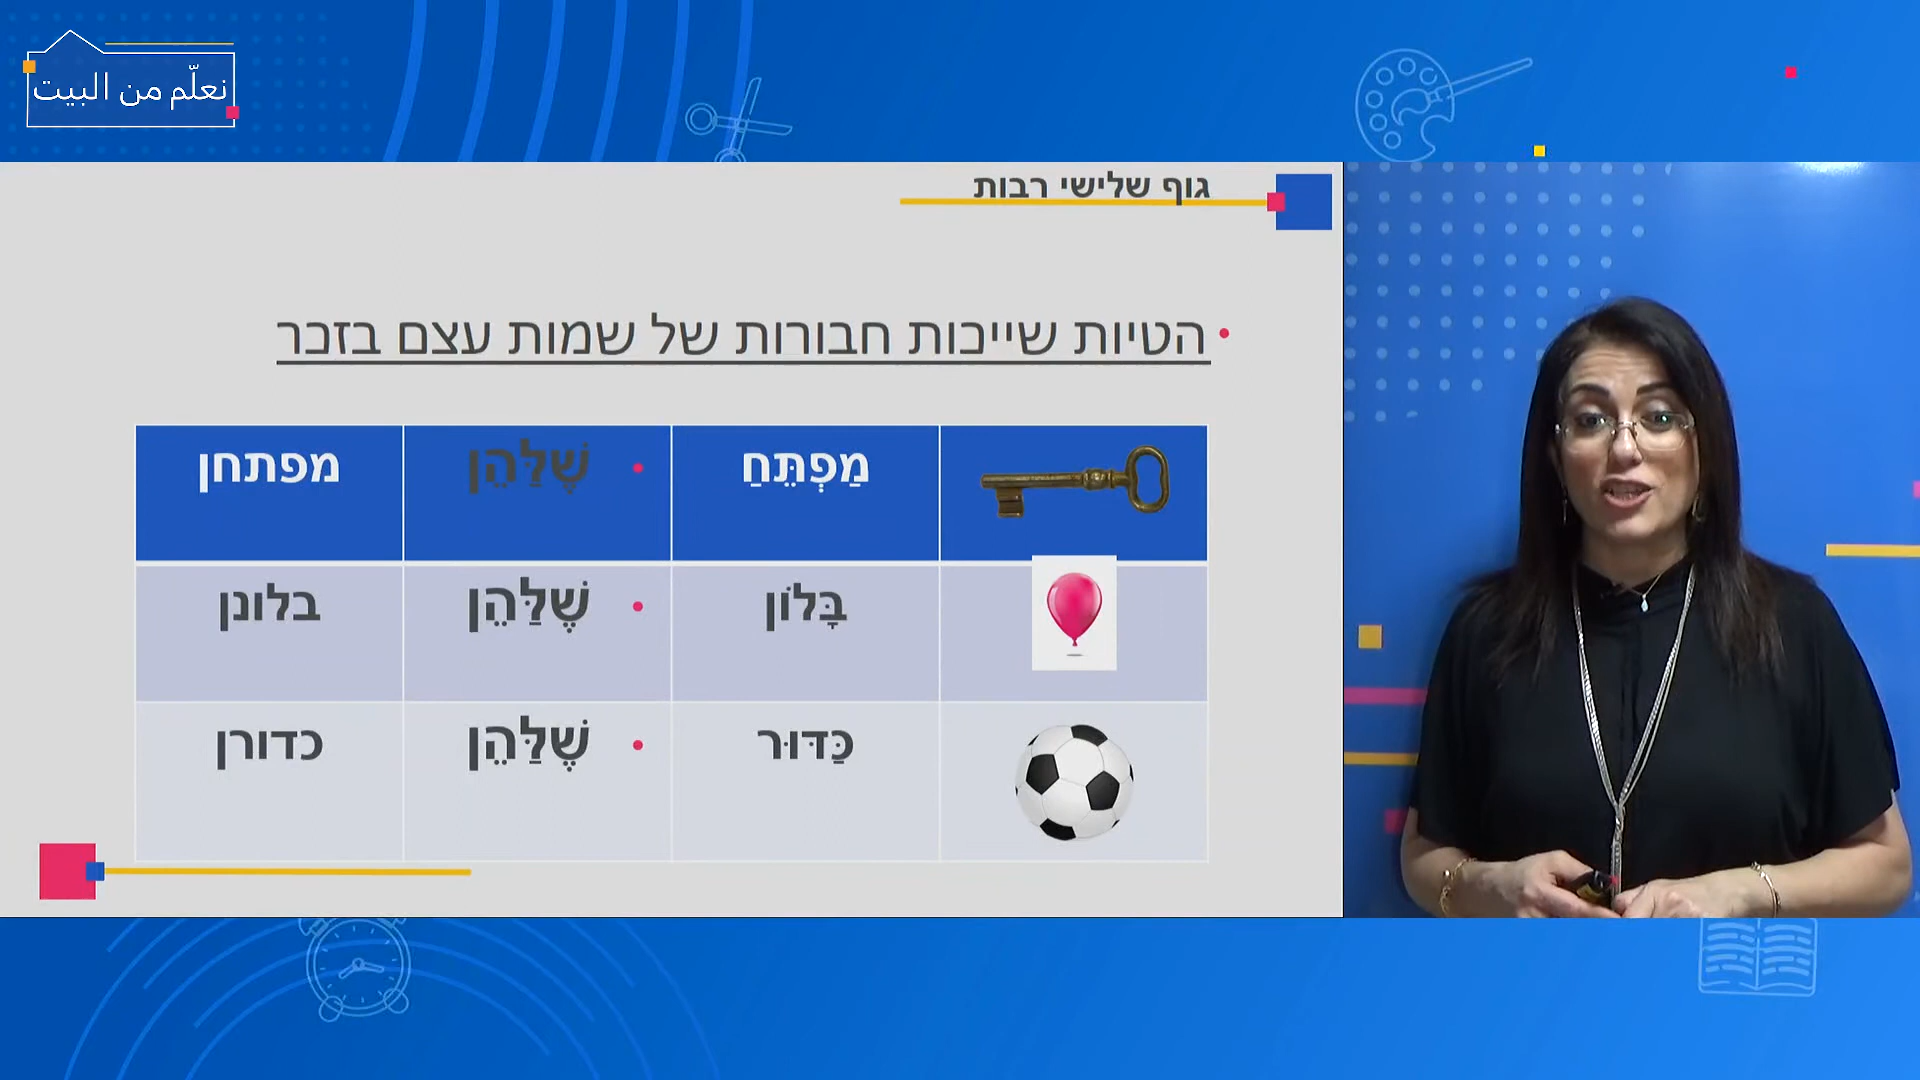 نعلّم من البيت
גוף שלישי רבות
הטיות שייכות חבורות של שמות עצם בזכר
מַפְתֵּחַ שֶׁלַּהֵן מפתחן
בָּלוֹן שֶׁלַּהֵן בלונן
כַּדּוּר שֶׁלַּהֵן כדורן